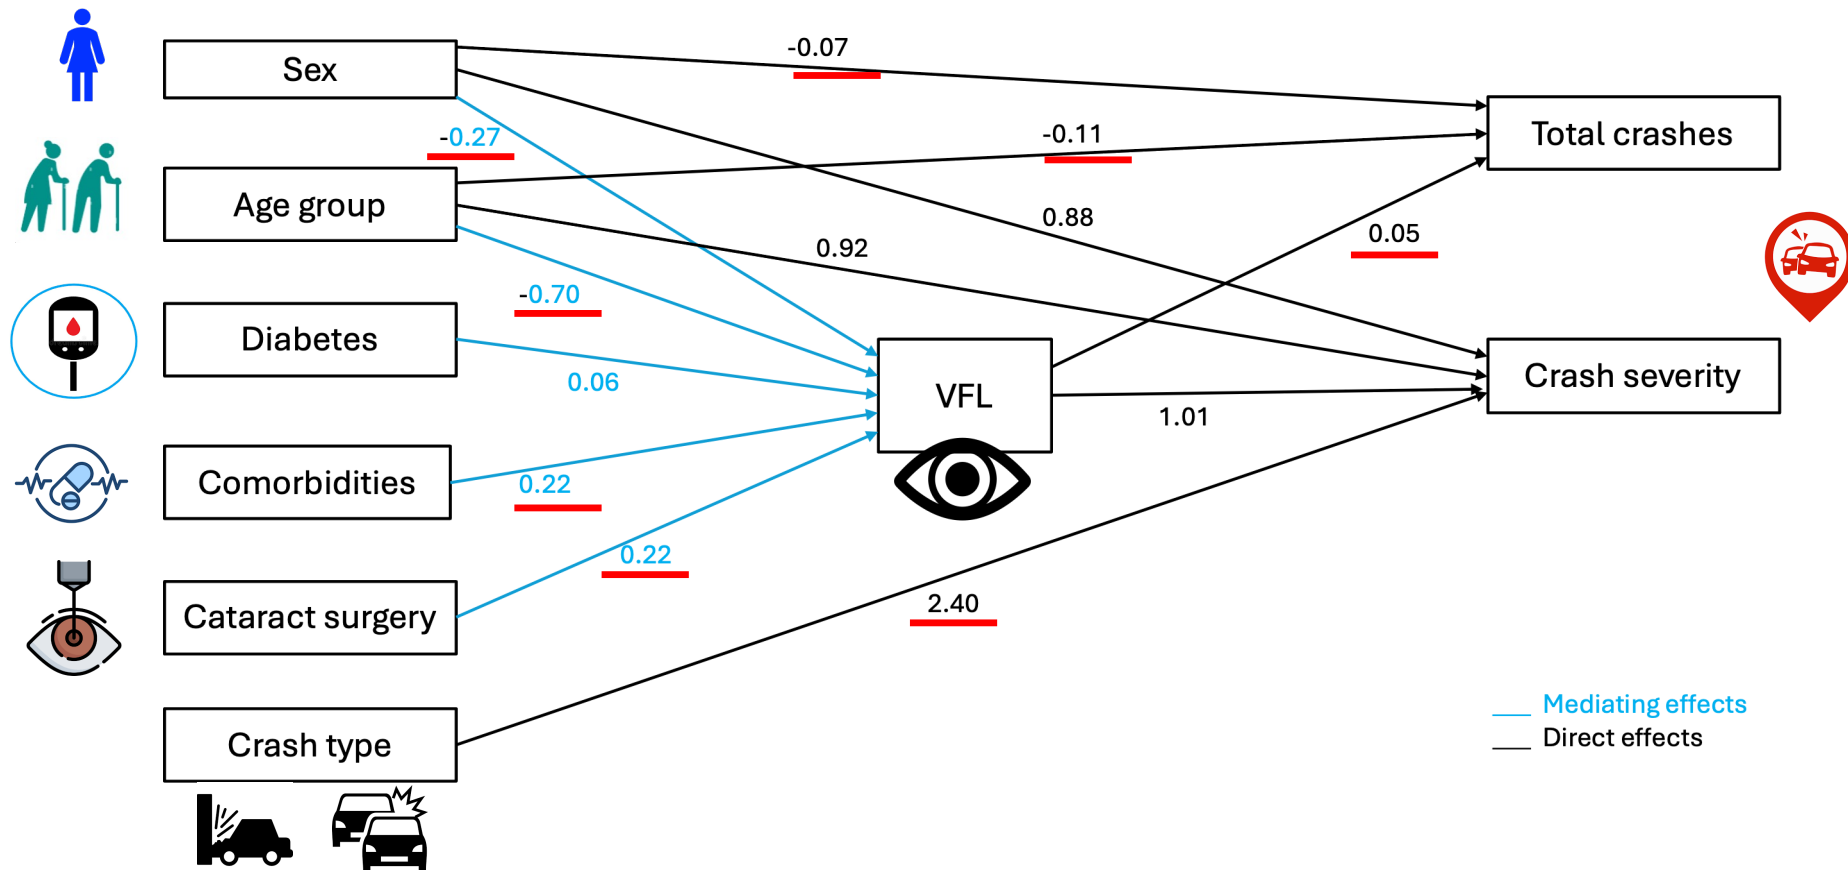 -0.07
Sex
Total crashes
-0.27
-0.11
Age group
0.88
0.05
0.92
-0.70
Diabetes
0.06
VFL
Crash severity
1.01
Comorbidities
0.22
0.22
Cataract surgery
2.40
Mediating effects
Direct effects
Crash type